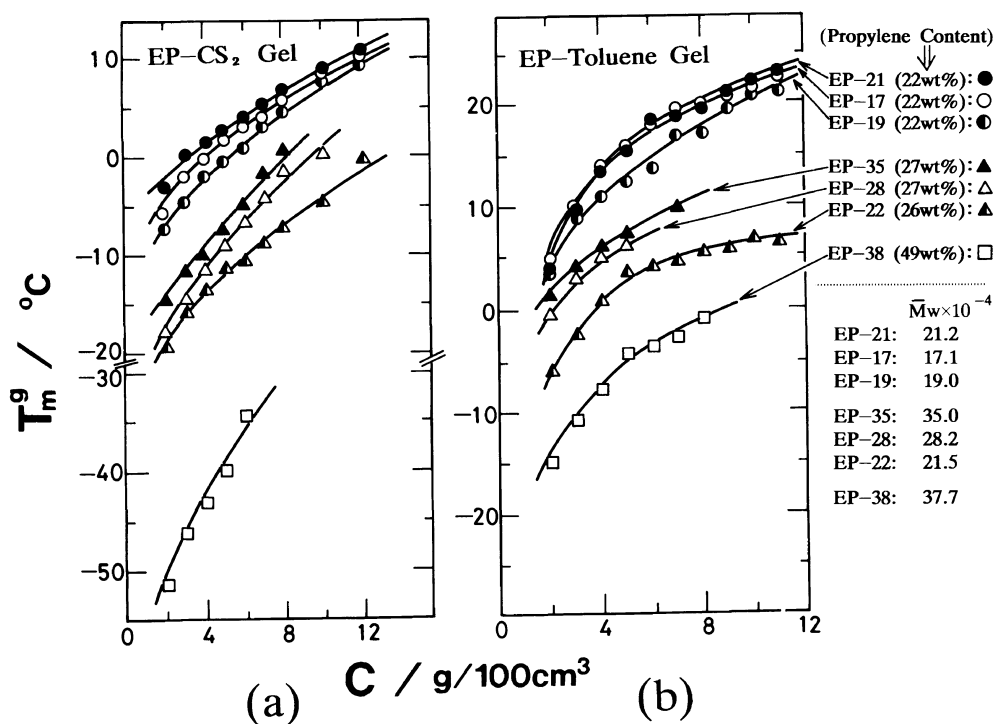 T_m^g / °C
EP–CS₂ Gel
10
0
–10
–20
–30
–40
–50
0
4
8
12
EP–Toluene Gel
20
10
0
–10
–20
0
4
8
12
(Propylene Content)
EP–21 (22wt%): ●
EP–17 (22wt%): ○
EP–19 (22wt%): ◐
EP–35 (27wt%): ▲
EP–28 (27wt%): △
EP–22 (26wt%): ◭
EP–38 (49wt%): □
M̄w×10⁻⁴
EP–21: 21.2
EP–17: 17.1
EP–19: 19.0
EP–35: 35.0
EP–28: 28.2
EP–22: 21.5
EP–38: 37.7
C / g/100cm³
(a)
(b)